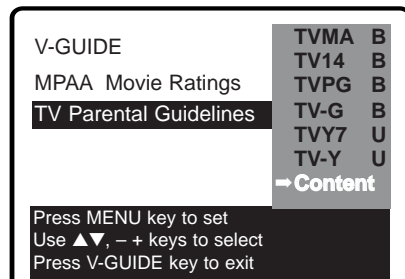 V-GUIDE
MPAA Movie Ratings
TV Parental Guidelines
TVMA B
TV14 B
TVPG B
TV-G B
TVY7 U
TV-Y U
➡Content
Press MENU key to set
Use ▲▼, – + keys to select
Press V-GUIDE key to exit